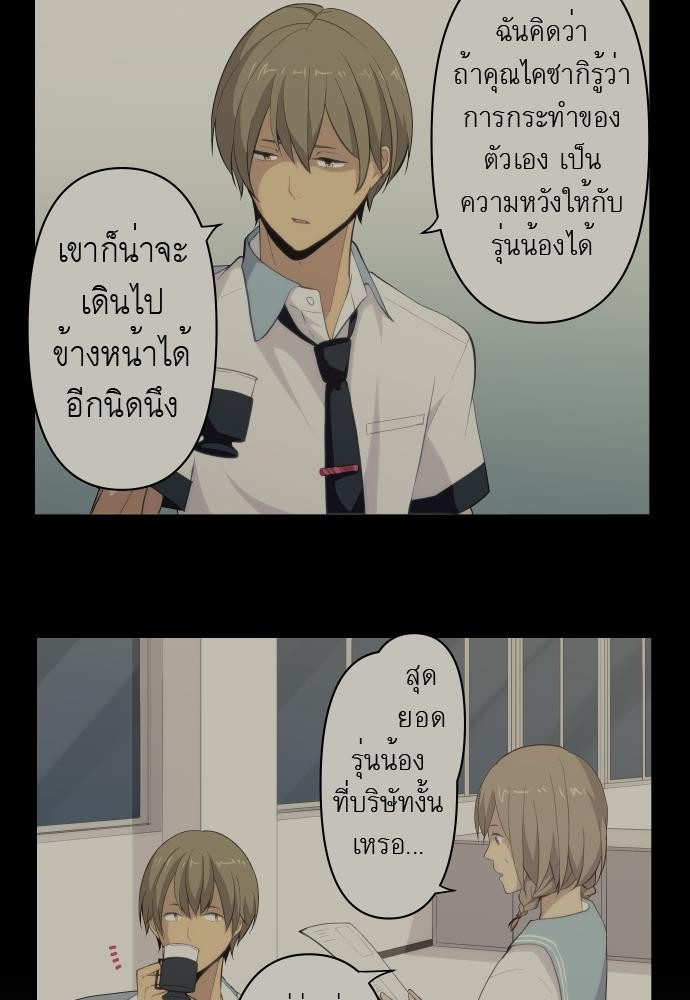 ฉันคิดว่า
ถ้าคุณไคซากิรู้ว่า
การกระทำของ
ตัวเอง เป็น
ความหวังให้กับ
รุ่นน้องได้
เขาก็น่าจะ
เดินไป
ข้างหน้าได้
อีกนิดนึง
สุด
ยอด
รุ่นน้อง
ที่บริษัทงั้น
เหรอ...